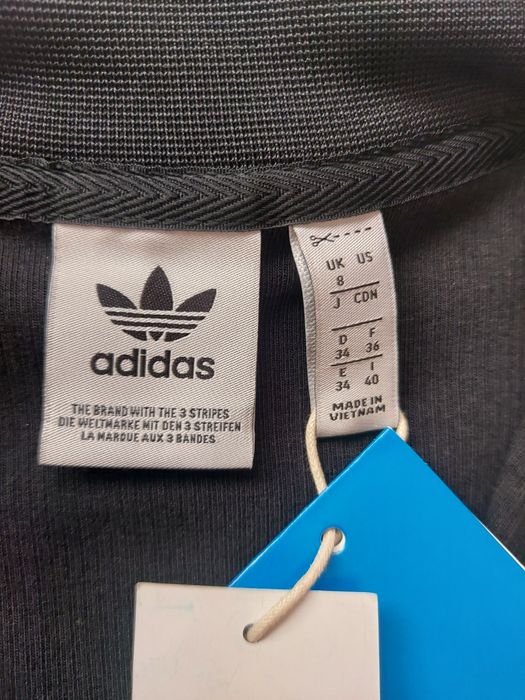 adidas
THE BRAND WITH THE 3 STRIPES
DIE WELTMARKE MIT DEN 3 STREIFEN
LA MARQUE AUX 3 BANDES
UK US
8
J CDN
D F
34 36
E I
34 40
MADE IN
VIETNAM